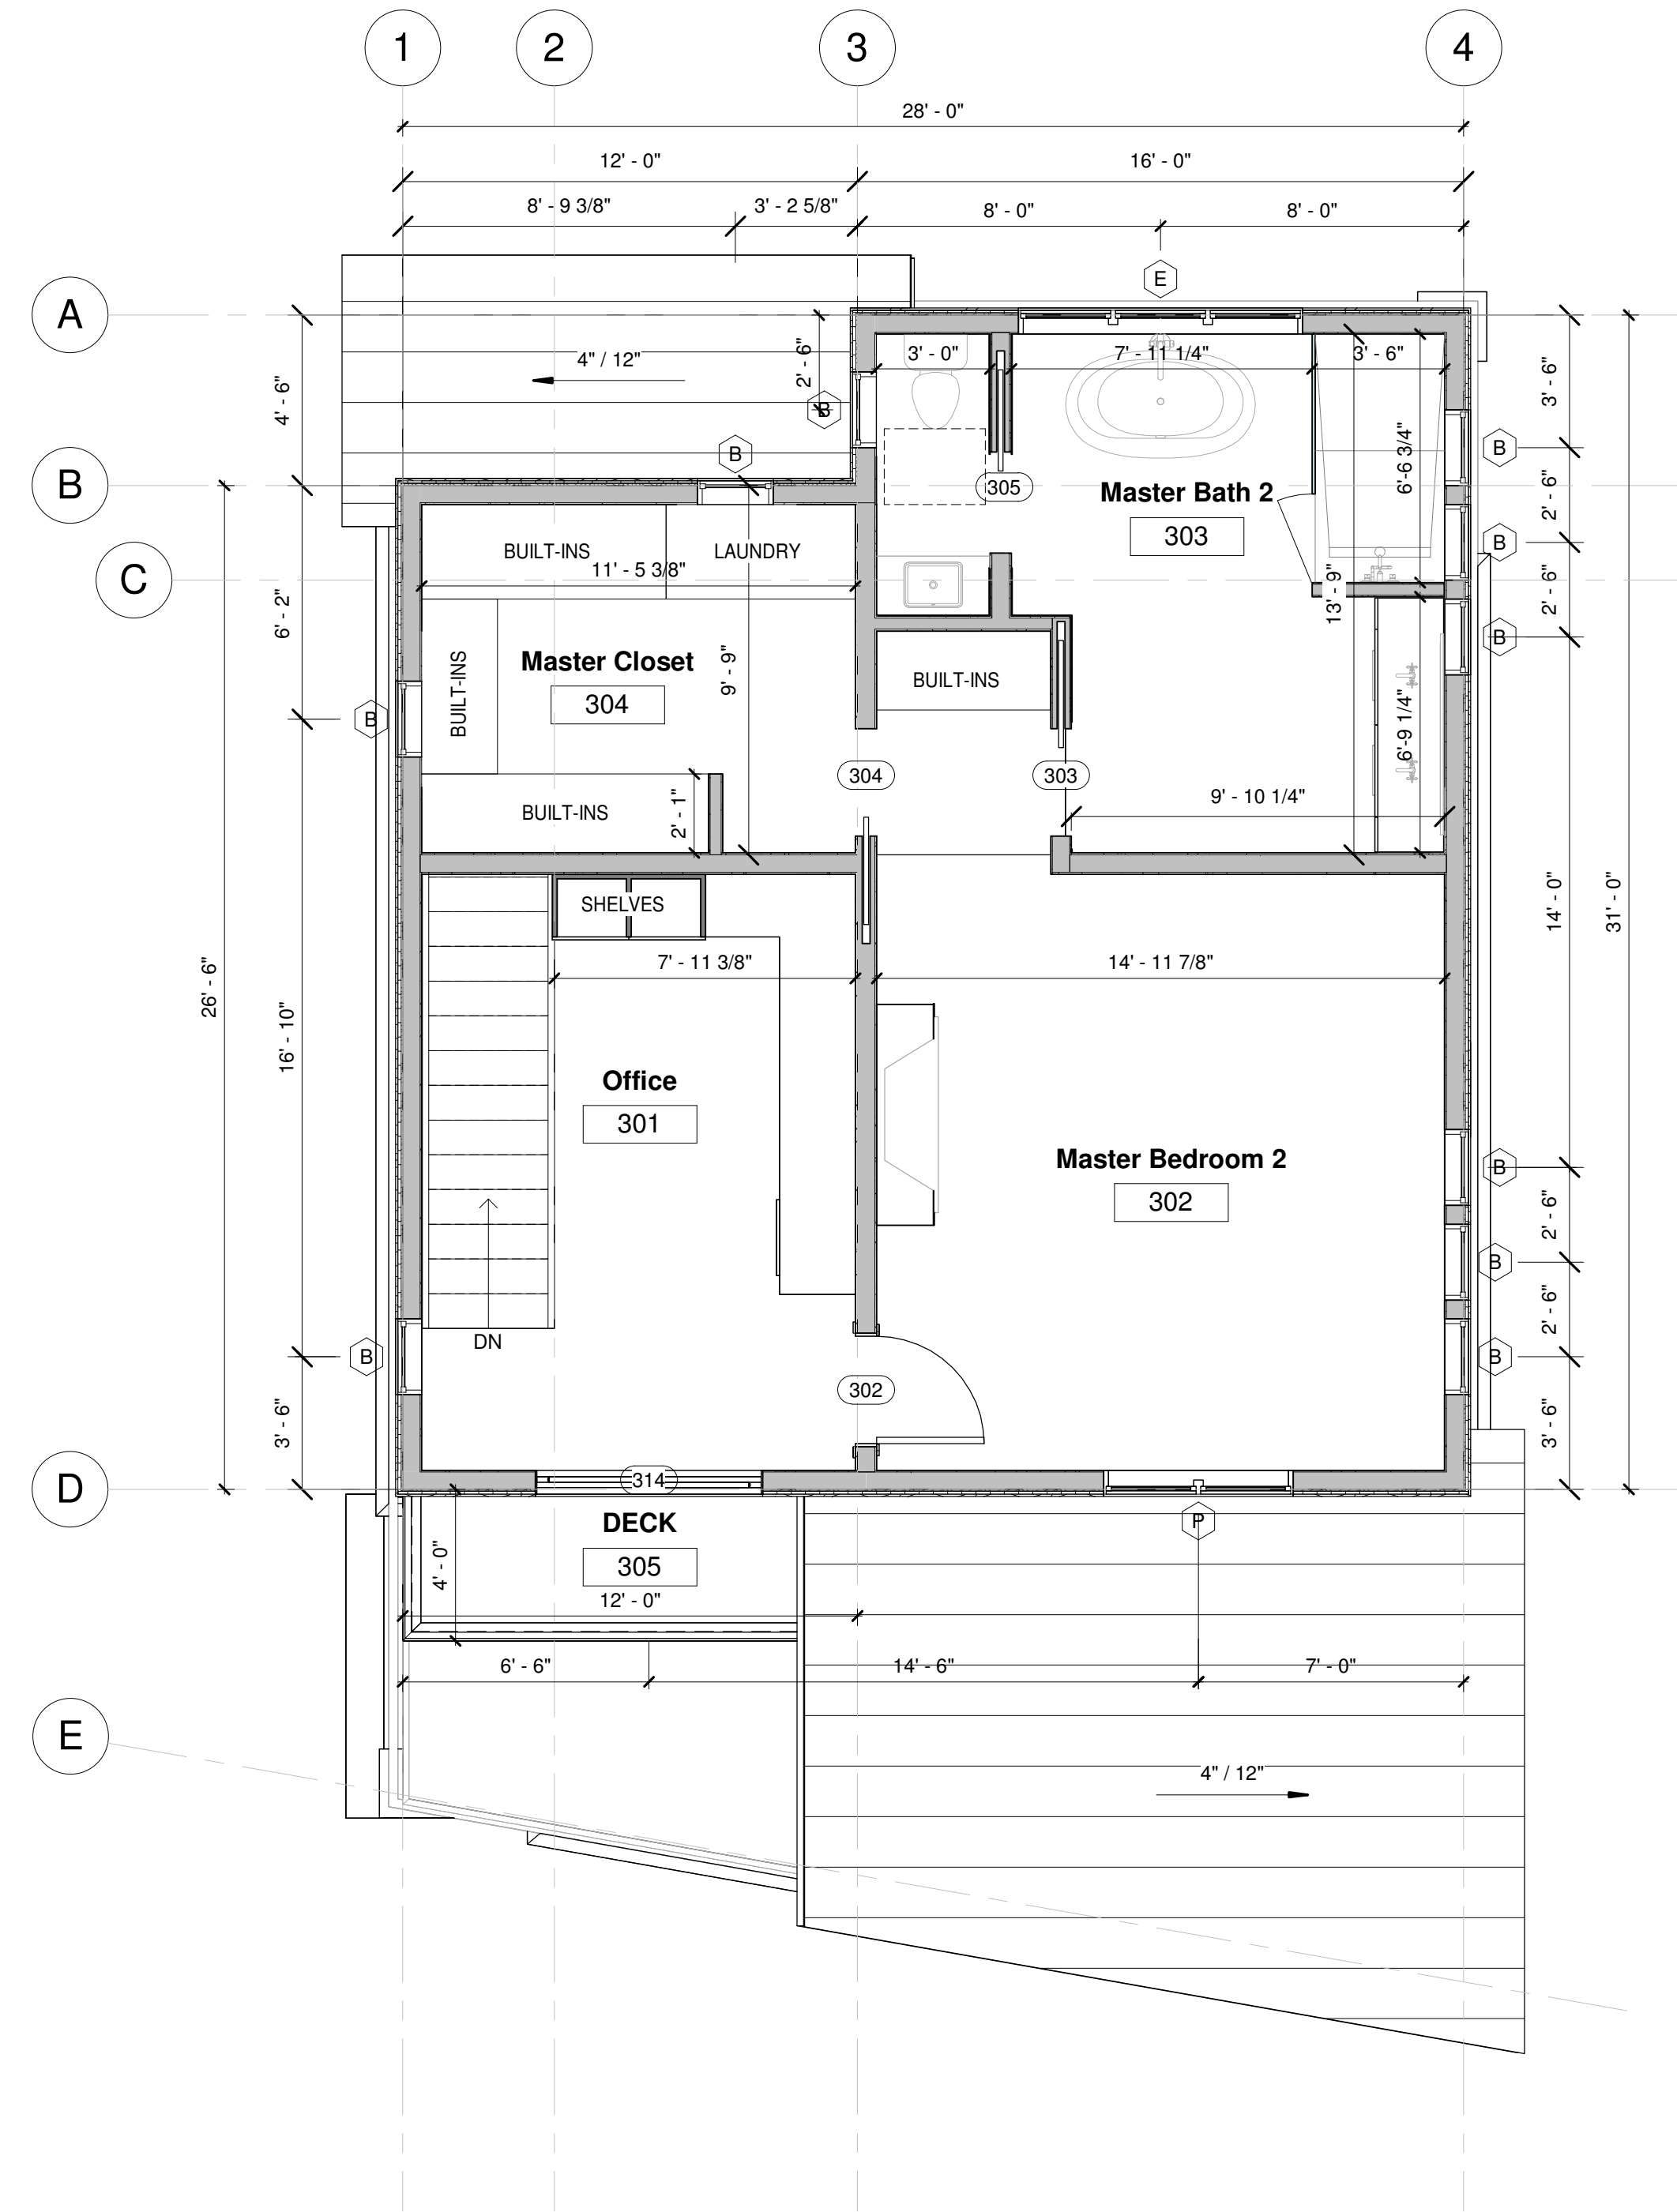 1
2
3
4
28' - 0"
12' - 0"
16' - 0"
8' - 9 3/8"
3' - 2 5/8"
8' - 0"
8' - 0"
E
A
4" / 12"
2' - 6"
3' - 0"
7' - 11 1/4"
3' - 6"
4' - 6"
3' - 6"
B
B
B
6'-6 3/4"
B
Master Bath 2
303
305
2' - 6"
BUILT-INS
LAUNDRY
11' - 5 3/8"
B
C
6' - 2"
13' - 9"
2' - 6"
B
Master Closet
304
BUILT-INS
9' - 9"
BUILT-INS
B
6'-9 1/4"
304
303
9' - 10 1/4"
BUILT-INS
2' - 1"
SHELVES
14' - 0"
31' - 0"
26' - 6"
7' - 11 3/8"
14' - 11 7/8"
16' - 10"
Office
301
Master Bedroom 2
302
B
2' - 6"
B
DN
2' - 6"
B
B
302
3' - 6"
3' - 6"
D
314
DECK
305
P
4' - 0"
12' - 0"
6' - 6"
14' - 6"
7' - 0"
E
4" / 12"